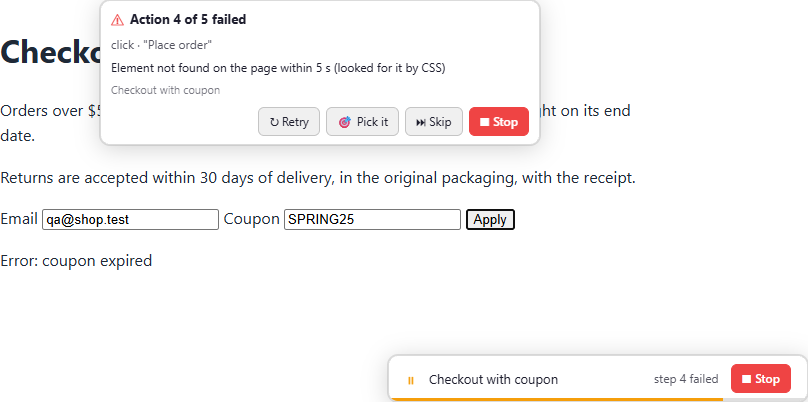 Action 4 of 5 failed
click · "Place order"
Element not found on the page within 5 s (looked for it by CSS)
Checkout with coupon
↻ Retry
🎯 Pick it
⏭ Skip
■ Stop
Orders over $
date.
Returns are accepted within 30 days of delivery, in the original packaging, with the receipt.
on its end
Email qa@shop.test Coupon SPRING25 Apply
Error: coupon expired
Checkout with coupon
step 4 failed
■ Stop